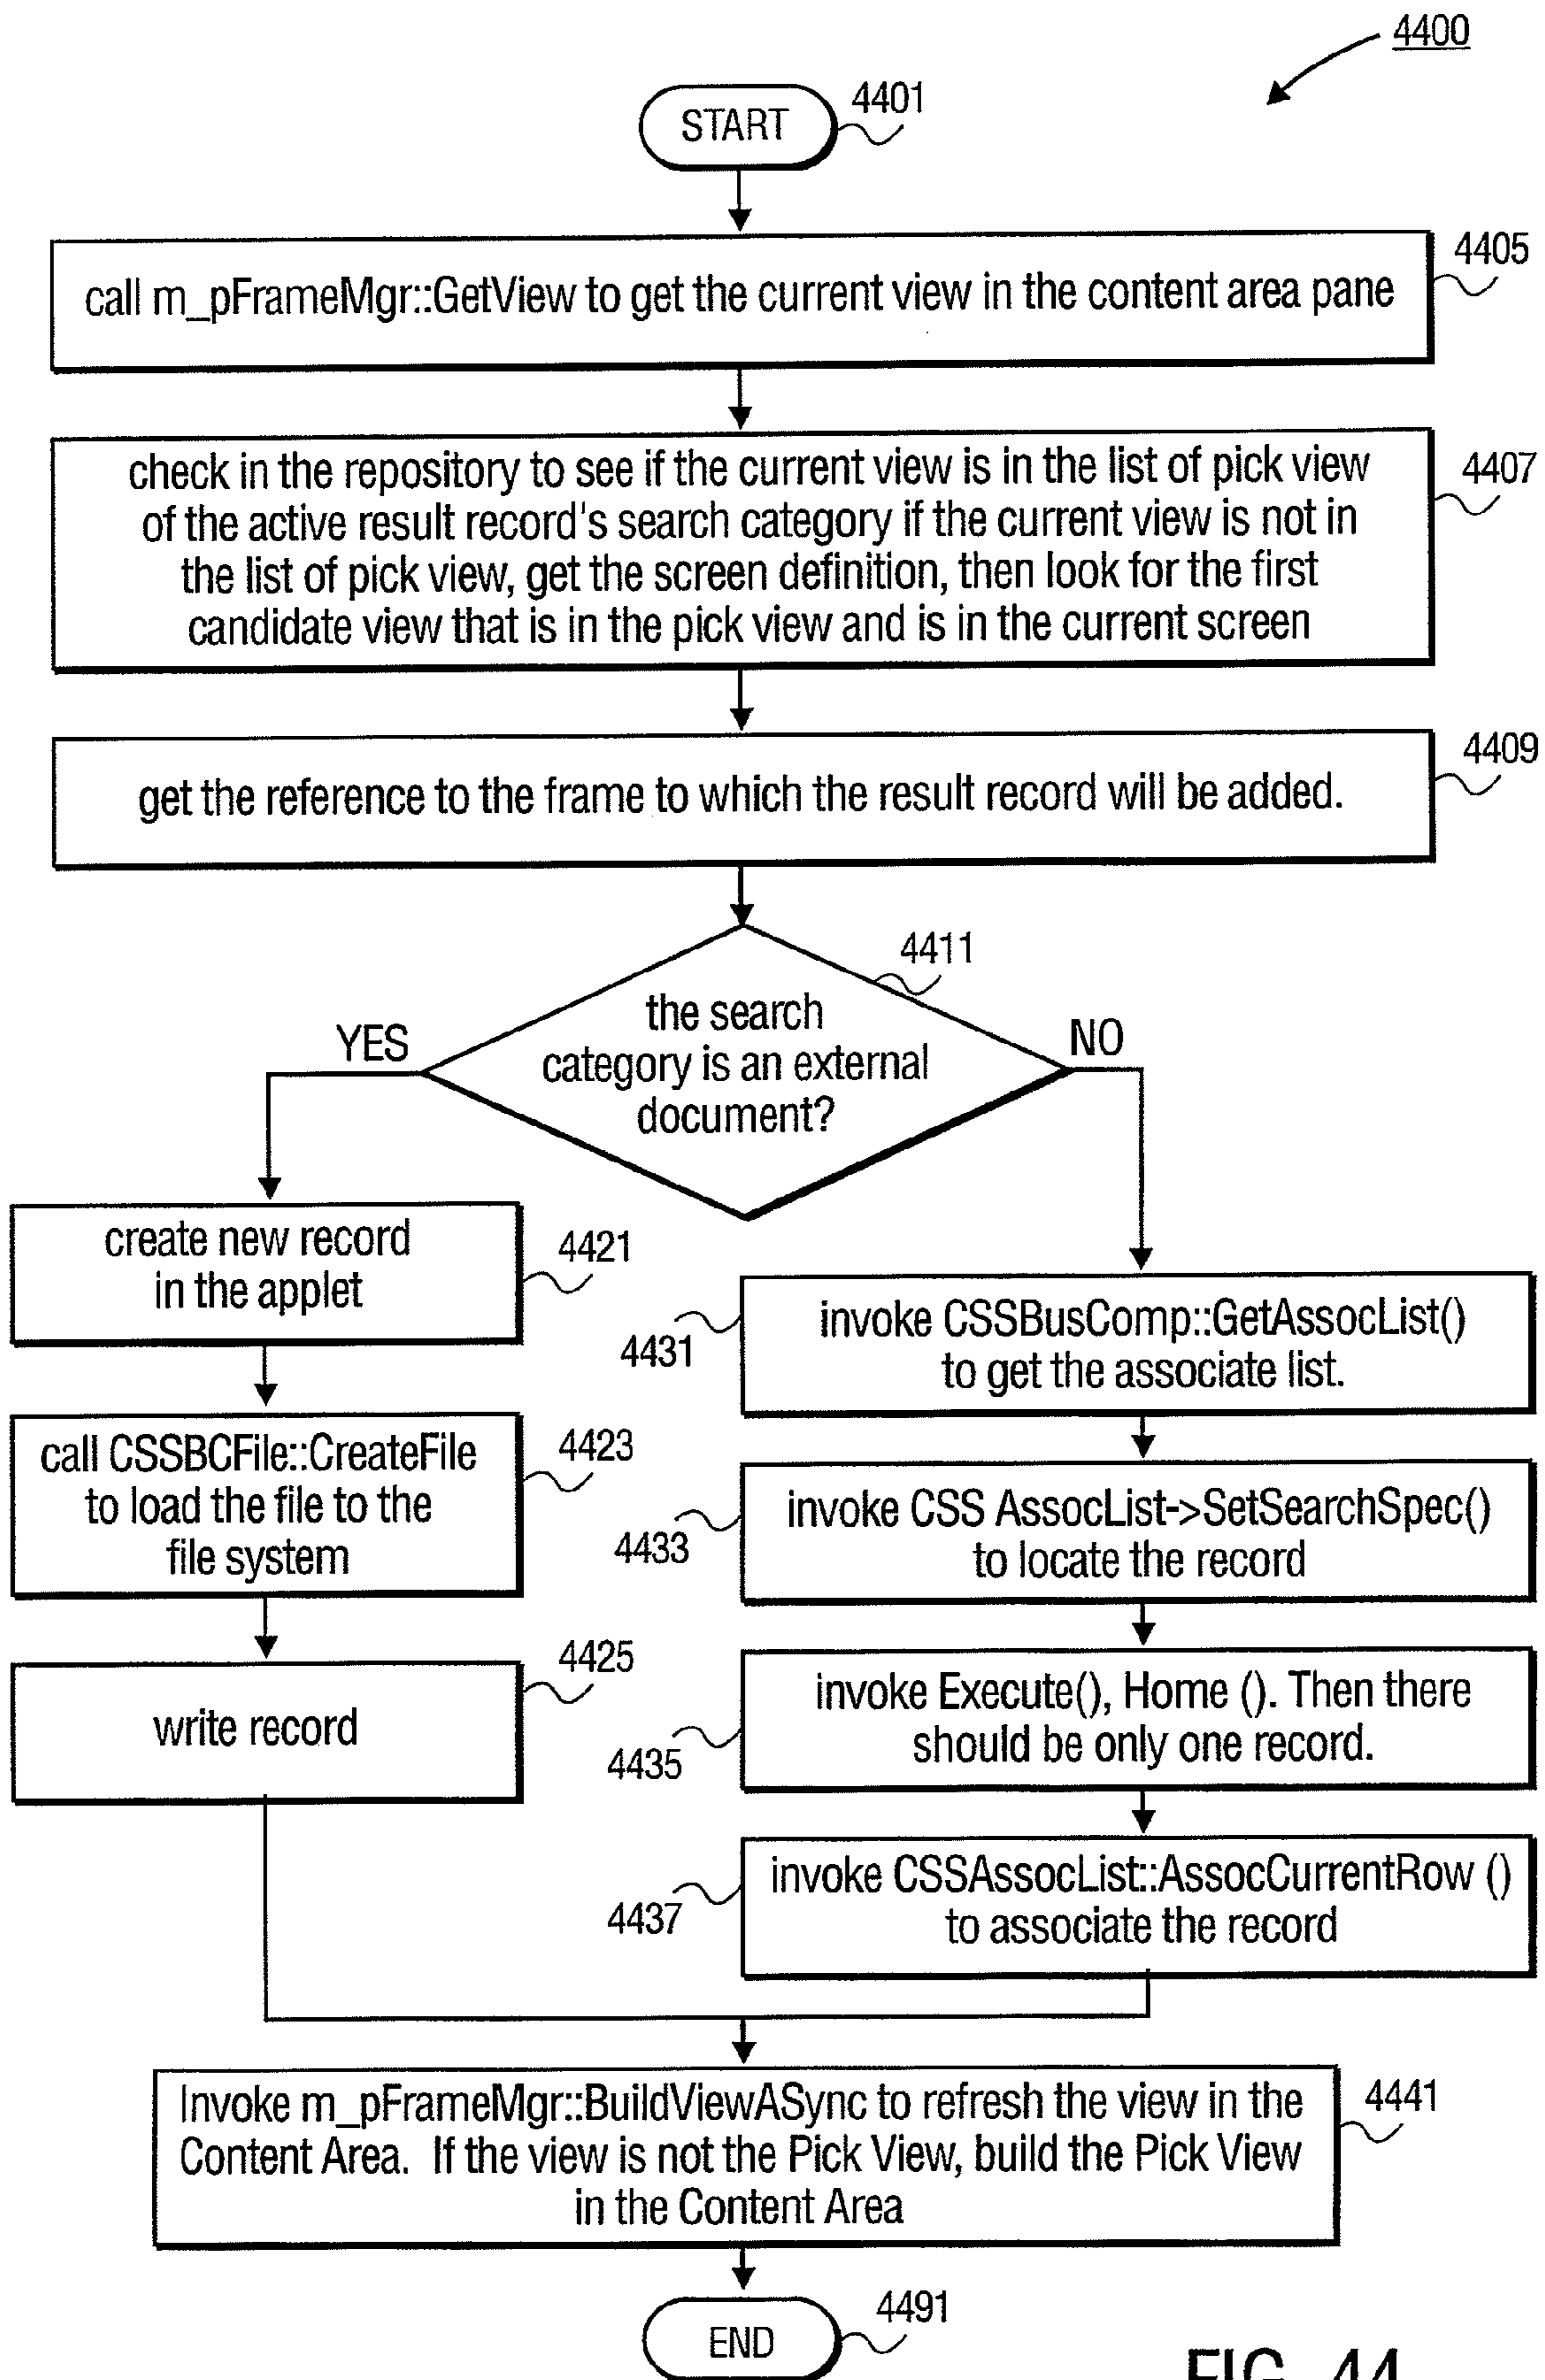 4400
START
4401
call m_pFrameMgr::GetView to get the current view in the content area pane
4405
check in the repository to see if the current view is in the list of pick view
of the active result record's search category if the current view is not in
the list of pick view, get the screen definition, then look for the first
candidate view that is in the pick view and is in the current screen
4407
get the reference to the frame to which the result record will be added.
4409
4411
the search
category is an external
document?
YES
NO
create new record
in the applet
4421
call CSSBCFile::CreateFile
to load the file to the
file system
4423
write record
4425
invoke CSSBusComp::GetAssocList()
to get the associate list.
4431
invoke CSS AssocList->SetSearchSpec()
to locate the record
4433
invoke Execute(), Home (). Then there
should be only one record.
4435
invoke CSSAssocList::AssocCurrentRow ()
to associate the record
4437
Invoke m_pFrameMgr::BuildViewASync to refresh the view in the
Content Area. If the view is not the Pick View, build the Pick View
in the Content Area
4441
END
4491
FIG. 44